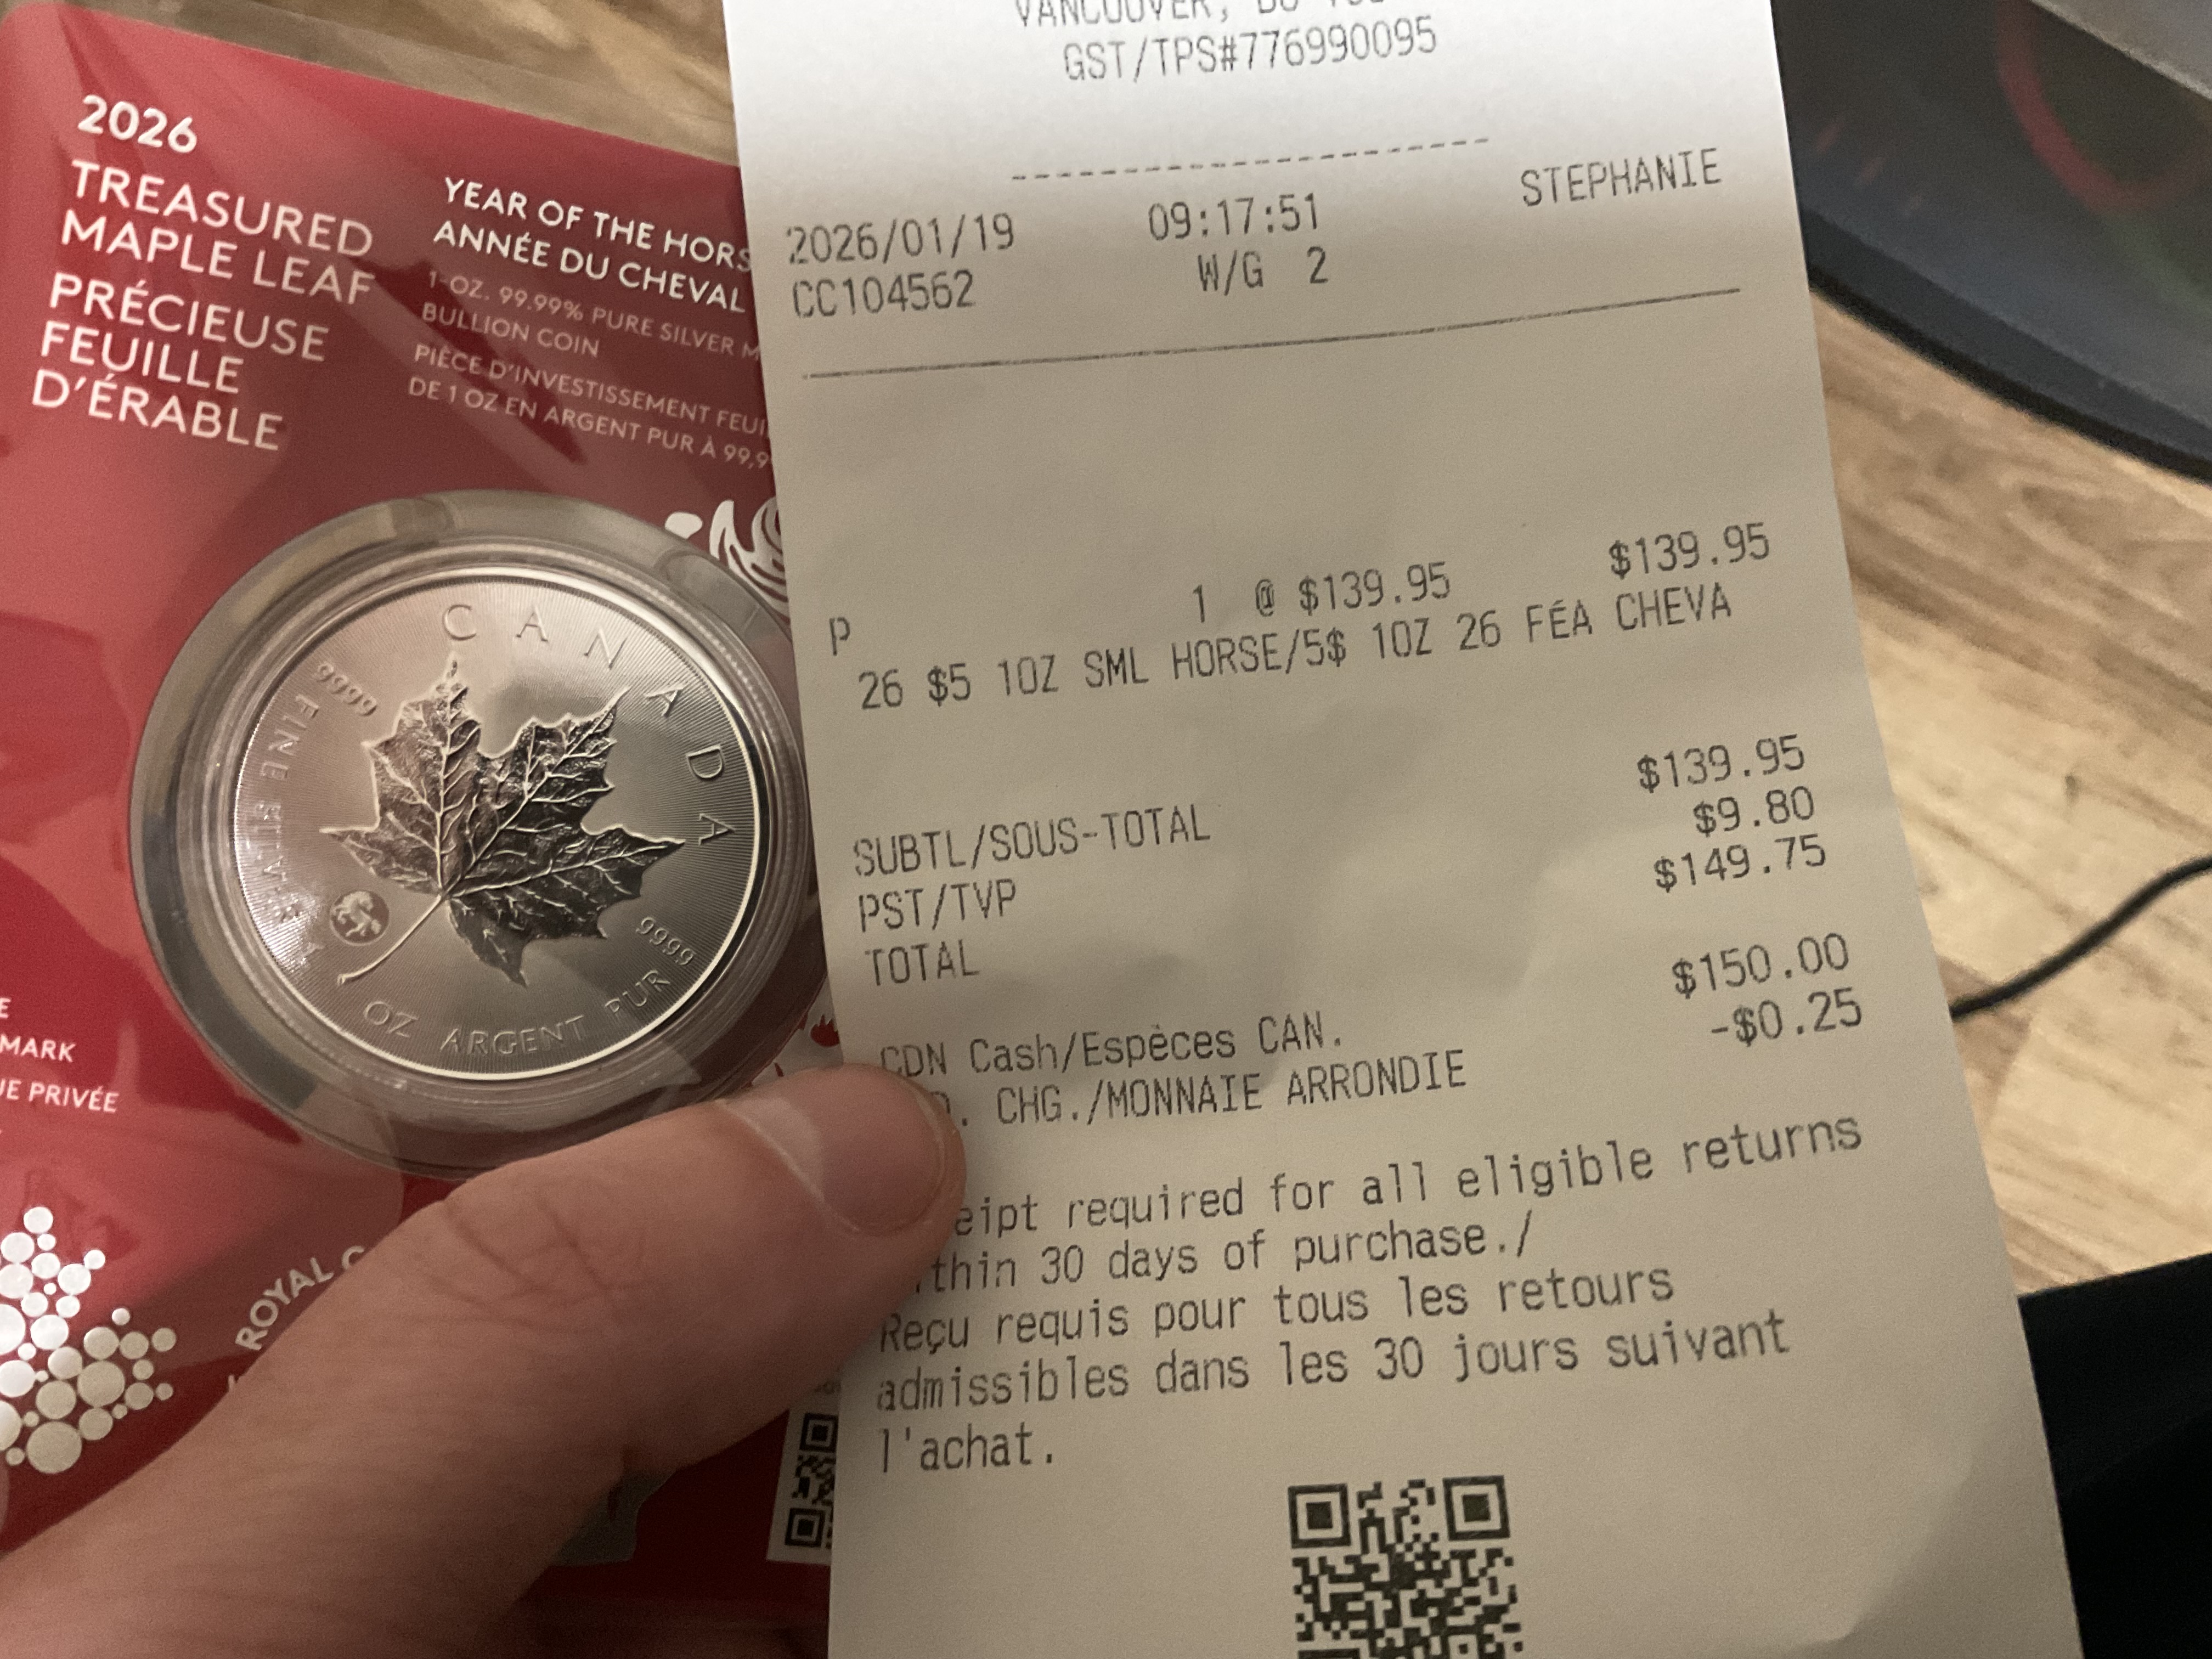 2026
TREASURED
MAPLE LEAF
PRÉCIEUSE
FEUILLE
D'ÉRABLE
YEAR OF THE HORS
ANNÉE DU CHEVAL
1-OZ. 99.99% PURE SILVER M
BULLION COIN
PIÈCE D'INVESTISSEMENT FEUI
DE 1 OZ EN ARGENT PUR À 99,9
CANADA
9999
FINE SILVER
9999
OZ ARGENT PUR
E
MARK
UE PRIVÉE
ROYAL C
VANCOUVER, BC
GST/TPS#776990095
STEPHANIE
2026/01/19 09:17:51
CC104562 W/G 2
P 1 @ $139.95 $139.95
26 $5 1OZ SML HORSE/5$ 1OZ 26 FÉA CHEVA
SUBTL/SOUS-TOTAL $139.95
PST/TVP $9.80
TOTAL $149.75
CDN Cash/Espèces CAN. $150.00
D. CHG./MONNAIE ARRONDIE -$0.25
eipt required for all eligible returns
thin 30 days of purchase./
Reçu requis pour tous les retours
admissibles dans les 30 jours suivant
l'achat.